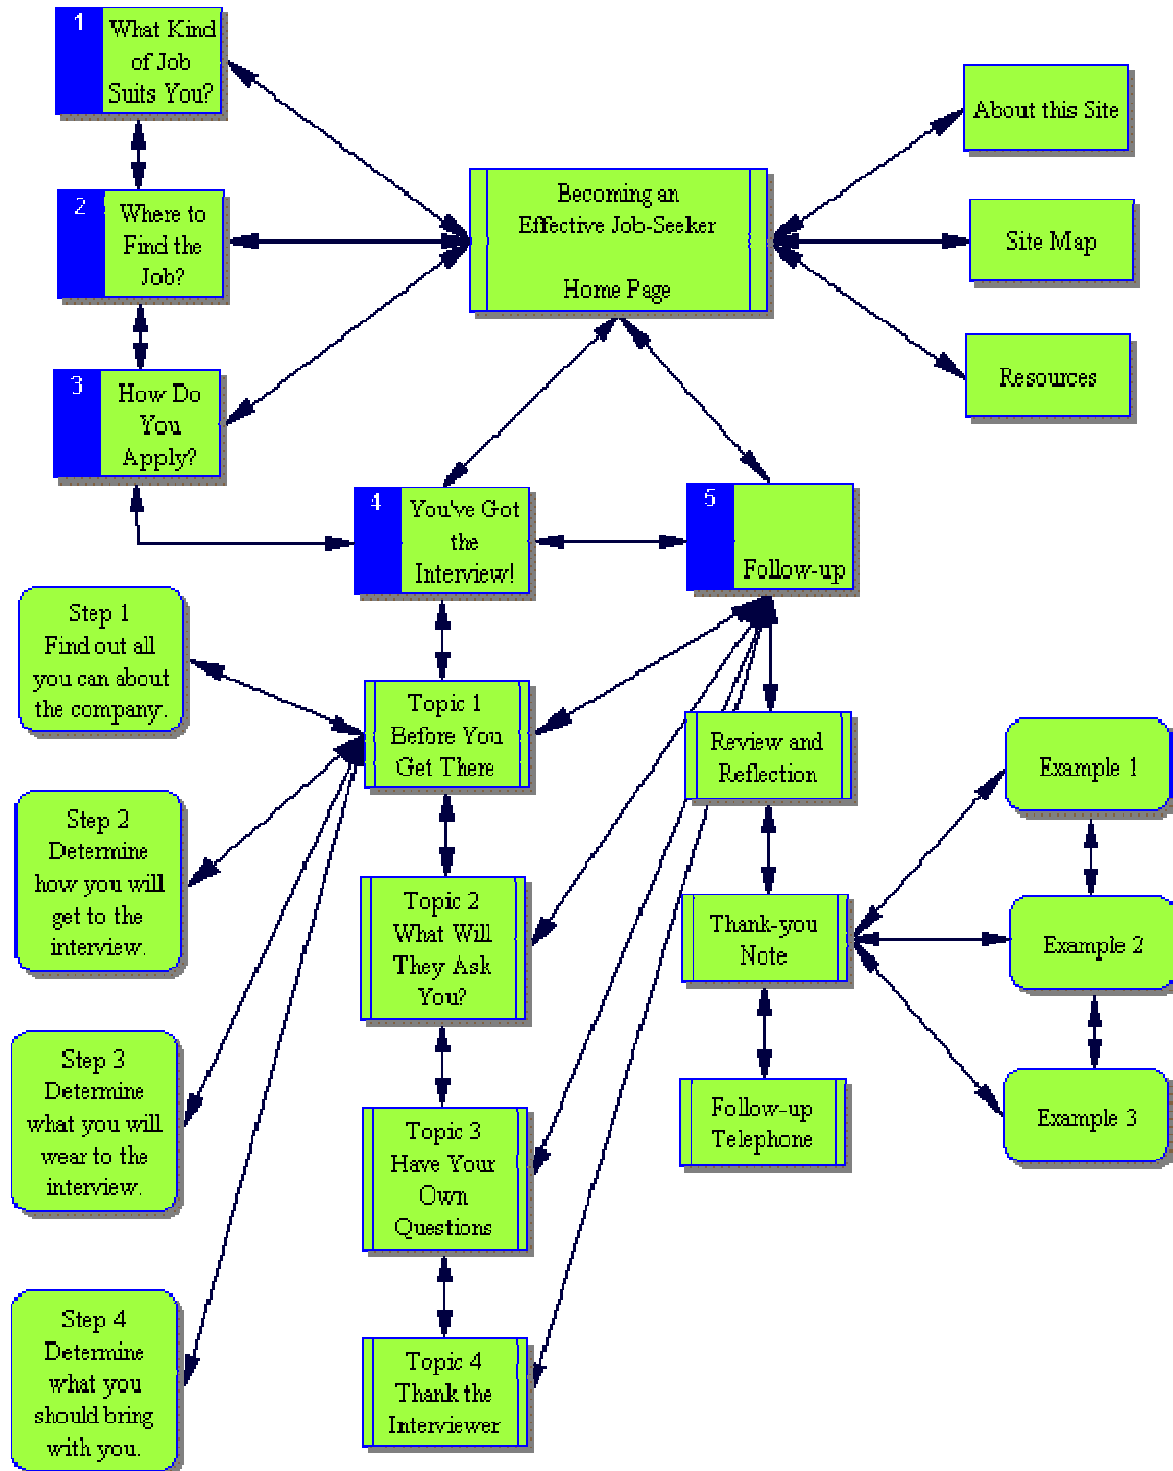 1
What Kind
of Job
Suits You?
2
Where to
Find the
Job?
3
How Do
You
Apply?
Becoming an
Effective Job-Seeker
Home Page
About this Site
Site Map
Resources
4
You've Got
the
Interview!
5
Follow-up
Step 1
Find out all
you can about
the company.
Step 2
Determine
how you will
get to the
interview.
Step 3
Determine
what you will
wear to the
interview.
Step 4
Determine
what you
should bring
with you.
Topic 1
Before You
Get There
Topic 2
What Will
They Ask
You?
Topic 3
Have Your
Own
Questions
Topic 4
Thank the
Interviewer
Review and
Reflection
Thank-you
Note
Follow-up
Telephone
Example 1
Example 2
Example 3